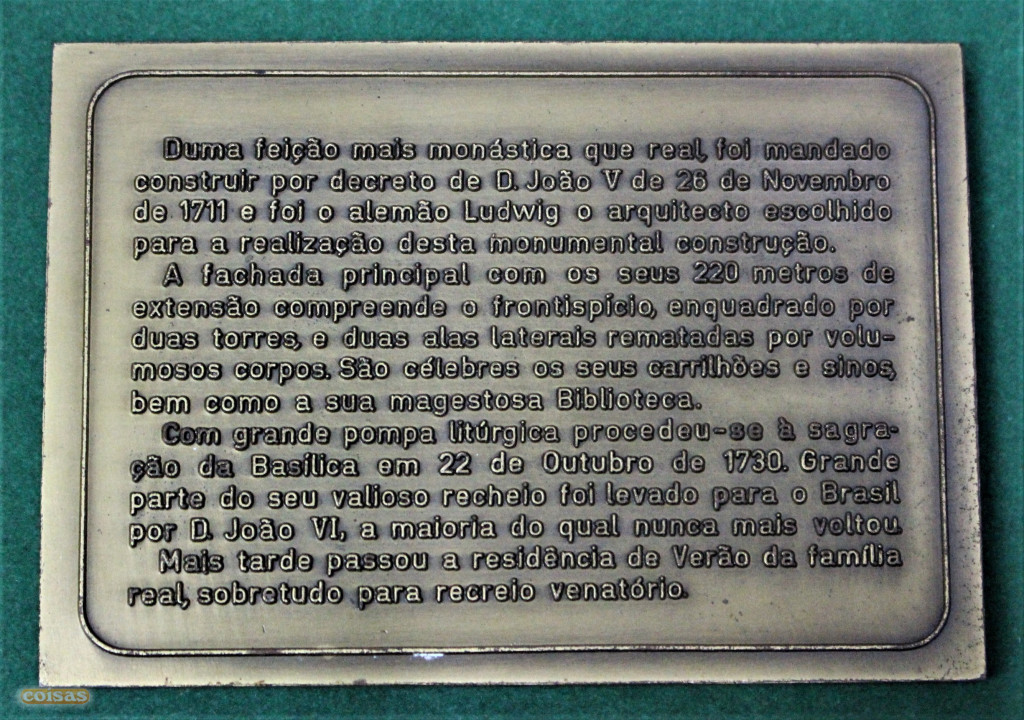 Duma feição mais monástica que real, foi mandado
construir por decreto de D. João V de 26 de Novembro
de 1711 e foi o alemão Ludwig o arquitecto escolhido
para a realização desta monumental construção.
A fachada principal com os seus 220 metros de
extensão compreende o frontispício, enquadrado por
duas torres, e duas alas laterais rematadas por volu-
mosos corpos. São célebres os seus carrilhões e sinos,
bem como a sua magestosa Biblioteca.
Com grande pompa litúrgica procedeu-se à sagra-
ção da Basílica em 22 de Outubro de 1730. Grande
parte do seu valioso recheio foi levado para o Brasil
por D. João VI, a maioria do qual nunca mais voltou.
Mais tarde passou a residência de Verão da família
real, sobretudo para recreio venatório.
coisas